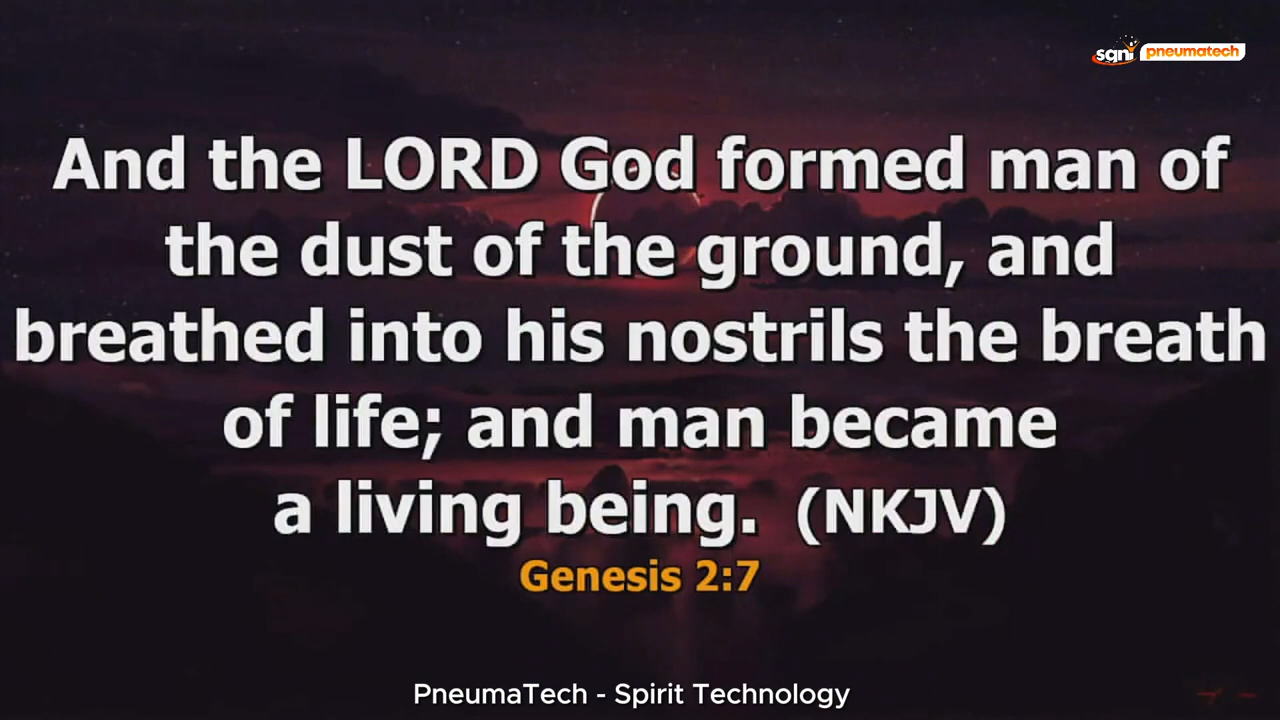 sgni pneumatech
And the LORD God formed man of
the dust of the ground, and
breathed into his nostrils the breath
of life; and man became
a living being. (NKJV)
Genesis 2:7
PneumaTech - Spirit Technology